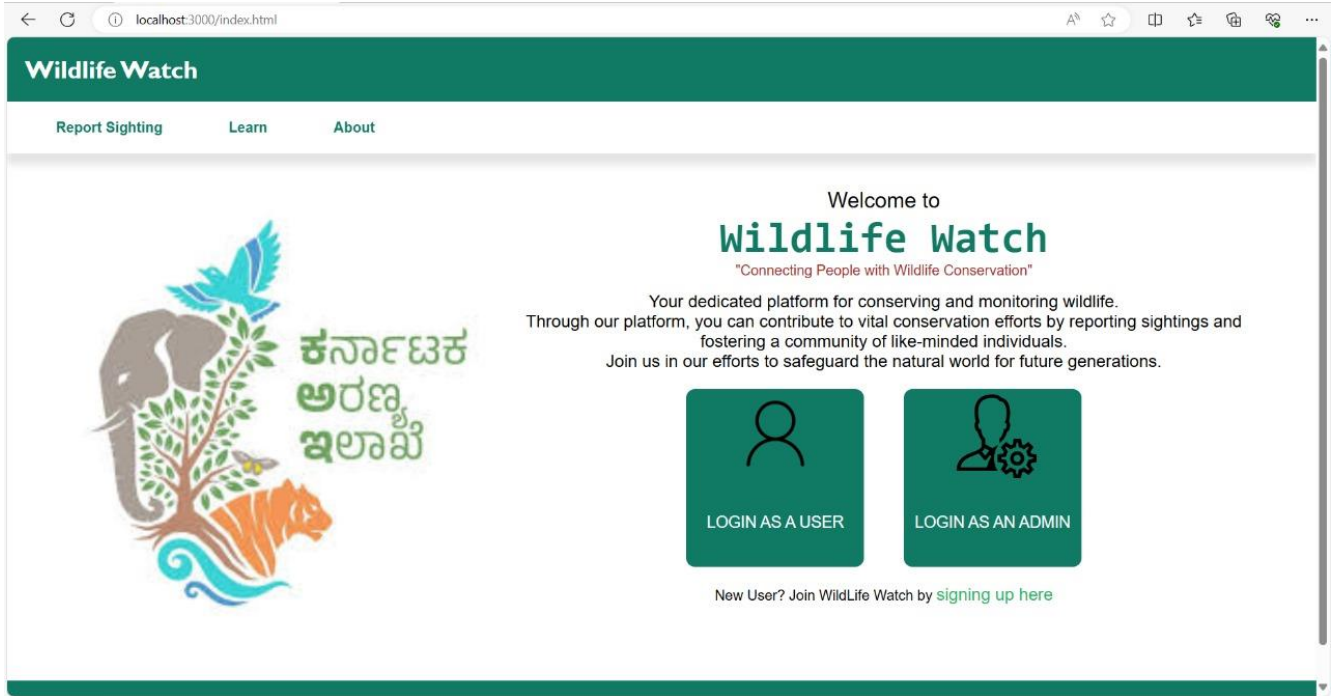 localhost:3000/index.html
Wildlife Watch
Report Sighting Learn About
ಕರ್ನಾಟಕ
ಅರಣ್ಯ
ಇಲಾಖೆ
Welcome to
Wildlife Watch
"Connecting People with Wildlife Conservation"
Your dedicated platform for conserving and monitoring wildlife.
Through our platform, you can contribute to vital conservation efforts by reporting sightings and
fostering a community of like-minded individuals.
Join us in our efforts to safeguard the natural world for future generations.
LOGIN AS A USER
LOGIN AS AN ADMIN
New User? Join WildLife Watch by signing up here